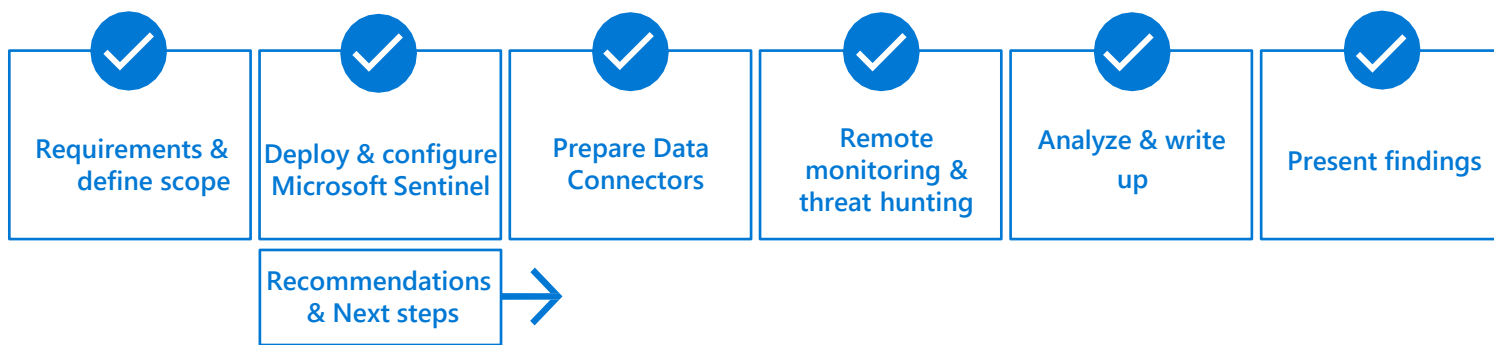 Requirements &
define scope
Deploy & configure
Microsoft Sentinel
Prepare Data
Connectors
Remote
monitoring &
threat hunting
Analyze & write
up
Present findings
Recommendations
& Next steps